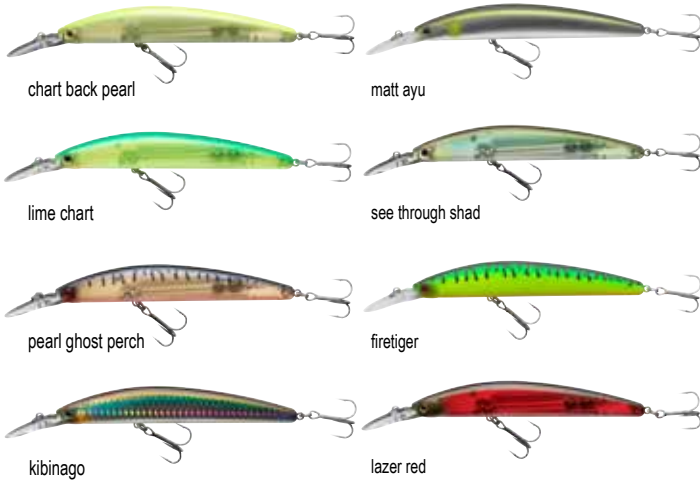 chart back pearl
matt ayu
lime chart
see through shad
pearl ghost perch
firetiger
kibinago
lazer red